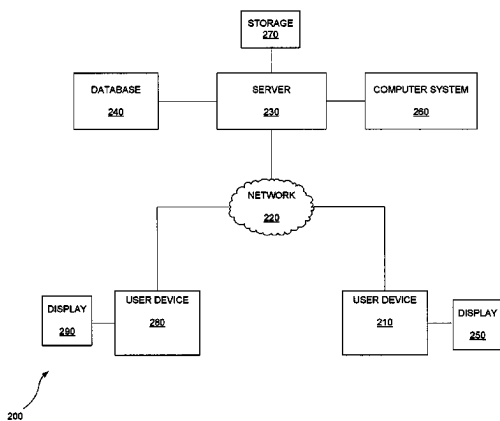 STORAGE
270
DATABASE
240
SERVER
230
COMPUTER SYSTEM
260
NETWORK
220
USER DEVICE
280
DISPLAY
290
USER DEVICE
210
DISPLAY
250
200